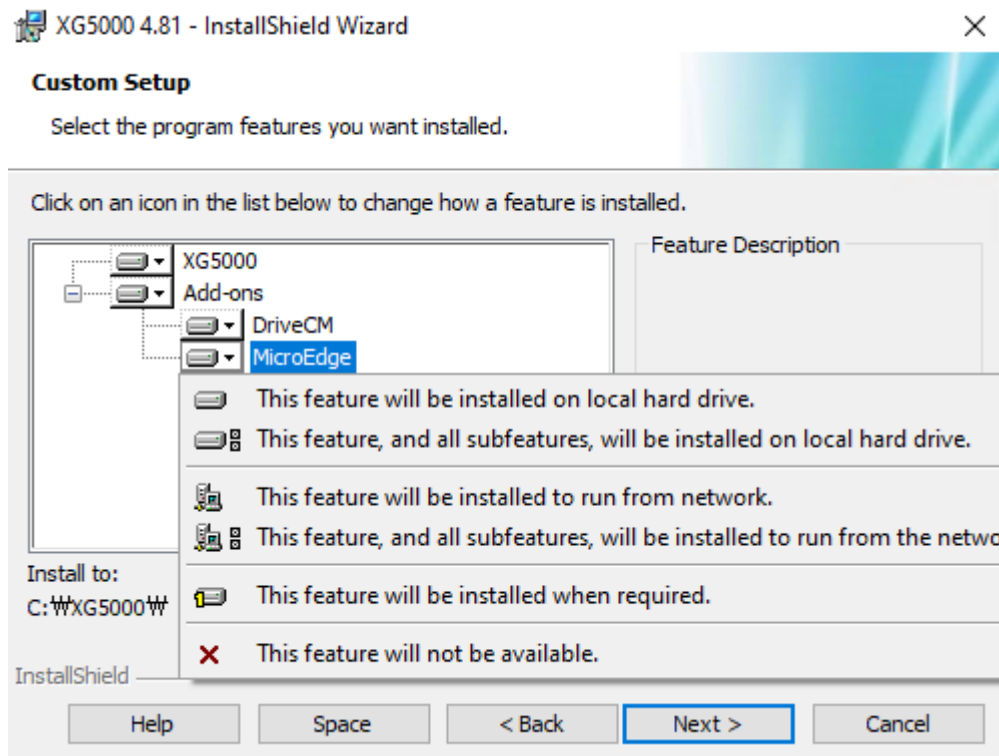 XG5000 4.81 - InstallShield Wizard
Custom Setup
Select the program features you want installed.
Click on an icon in the list below to change how a feature is installed.
XG5000
Add-ons
DriveCM
MicroEdge
Feature Description
This feature will be installed on local hard drive.
This feature, and all subfeatures, will be installed on local hard drive.
This feature will be installed to run from network.
This feature, and all subfeatures, will be installed to run from the netwo
This feature will be installed when required.
This feature will not be available.
Install to:
C:₩XG5000₩
InstallShield
Help
Space
< Back
Next >
Cancel